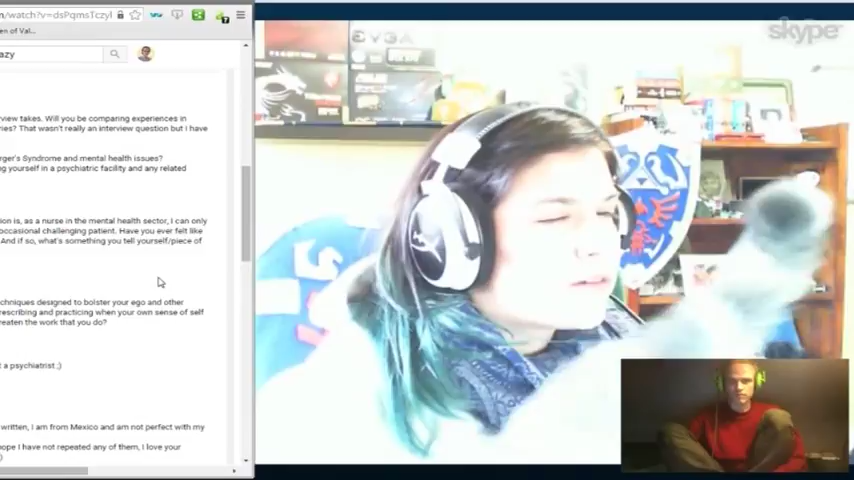 n/watch?v=dsPqmsTczyl
en of Val...
azy
rview takes. Will you be comparing experiences in
ries? That wasn't really an interview question but I have
rger's Syndrome and mental health issues?
ng yourself in a psychiatric facility and any related
ion is, as a nurse in the mental health sector, I can only
occasional challenging patient. Have you ever felt like
And if so, what's something you tell yourself/piece of
chniques designed to bolster your ego and other
rescribing and practicing when your own sense of self
reaten the work that you do?
t a psychiatrist ;)
written, I am from Mexico and am not perfect with my
hope I have not repeated any of them, I love your
)
skype
EVGA